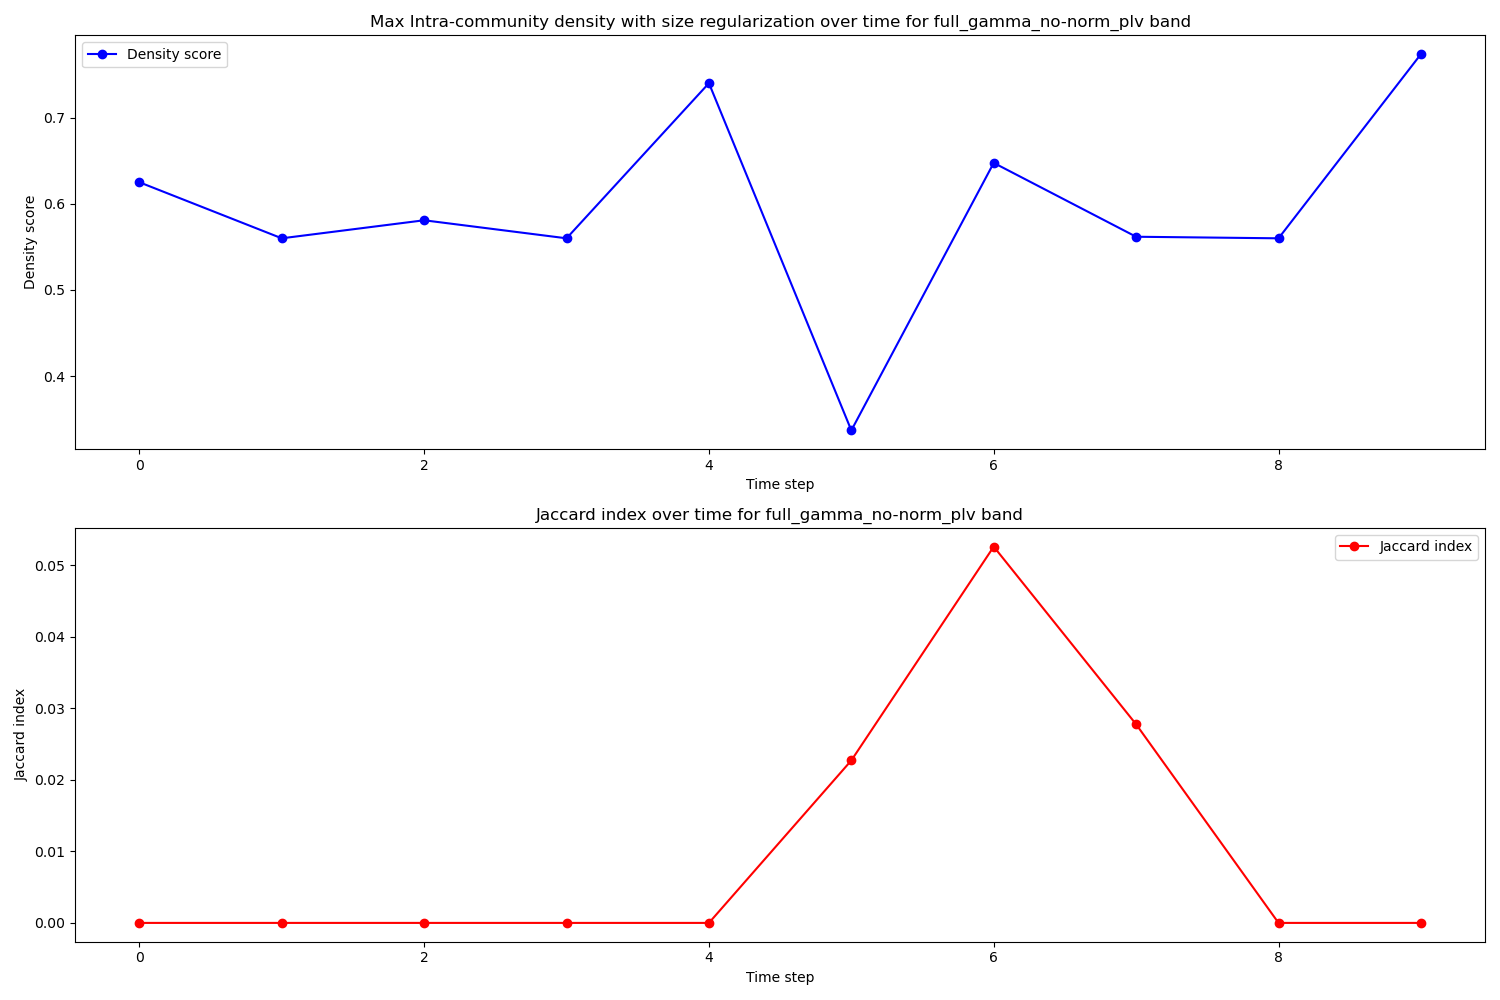 Max Intra-community density with size regularization over time for full_gamma_no-norm_plv band
Density score
Density score
0.7
0.6
0.5
0.4
0 2 4 6 8
Time step
Jaccard index over time for full_gamma_no-norm_plv band
Jaccard index
Jaccard index
0.05
0.04
0.03
0.02
0.01
0.00
0 2 4 6 8
Time step